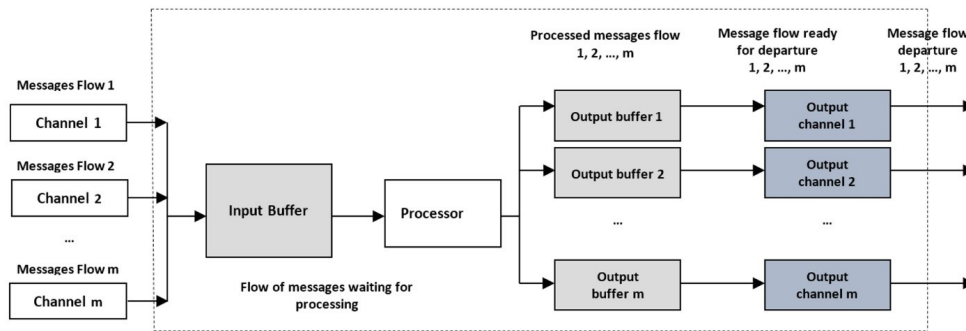 Messages Flow 1
Channel 1
Messages Flow 2
Channel 2
...
Messages Flow m
Channel m
Input Buffer
Flow of messages waiting for
processing
Processor
Processed messages flow
1, 2, ..., m
Output buffer 1
Output buffer 2
...
Output
buffer m
Message flow ready
for departure
1, 2, ..., m
Output
channel 1
Output
channel 2
...
Output
channel m
Message flow
departure
1, 2, ..., m